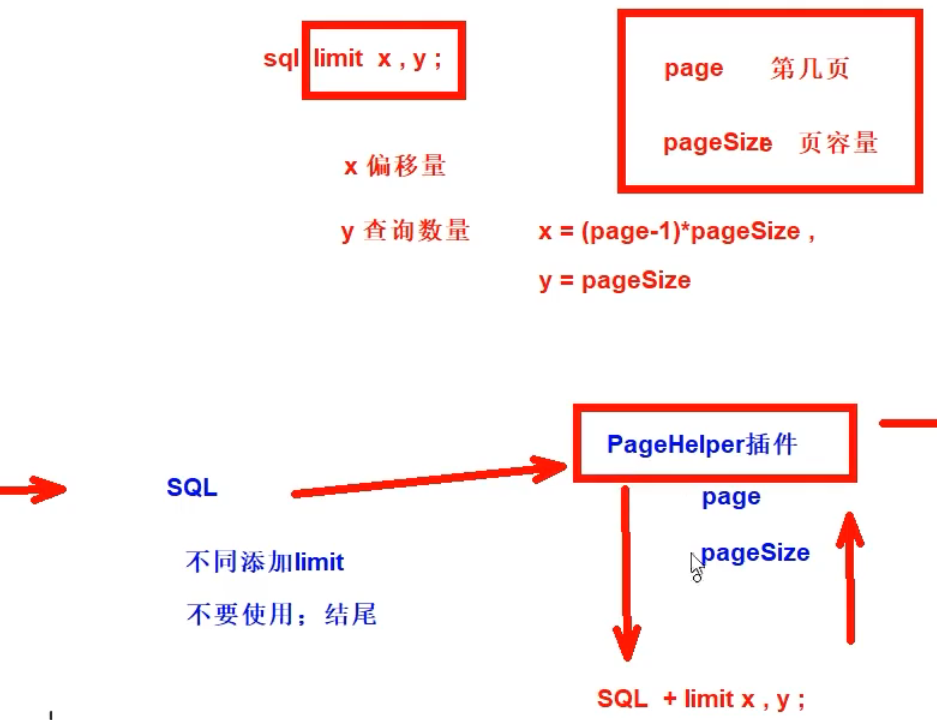 sql limit x , y ;
page 第几页
pageSize 页容量
x 偏移量
y 查询数量
x = (page-1)*pageSize ,
y = pageSize
PageHelper插件
SQL
page
pageSize
不同添加limit
不要使用；结尾
SQL + limit x , y ;